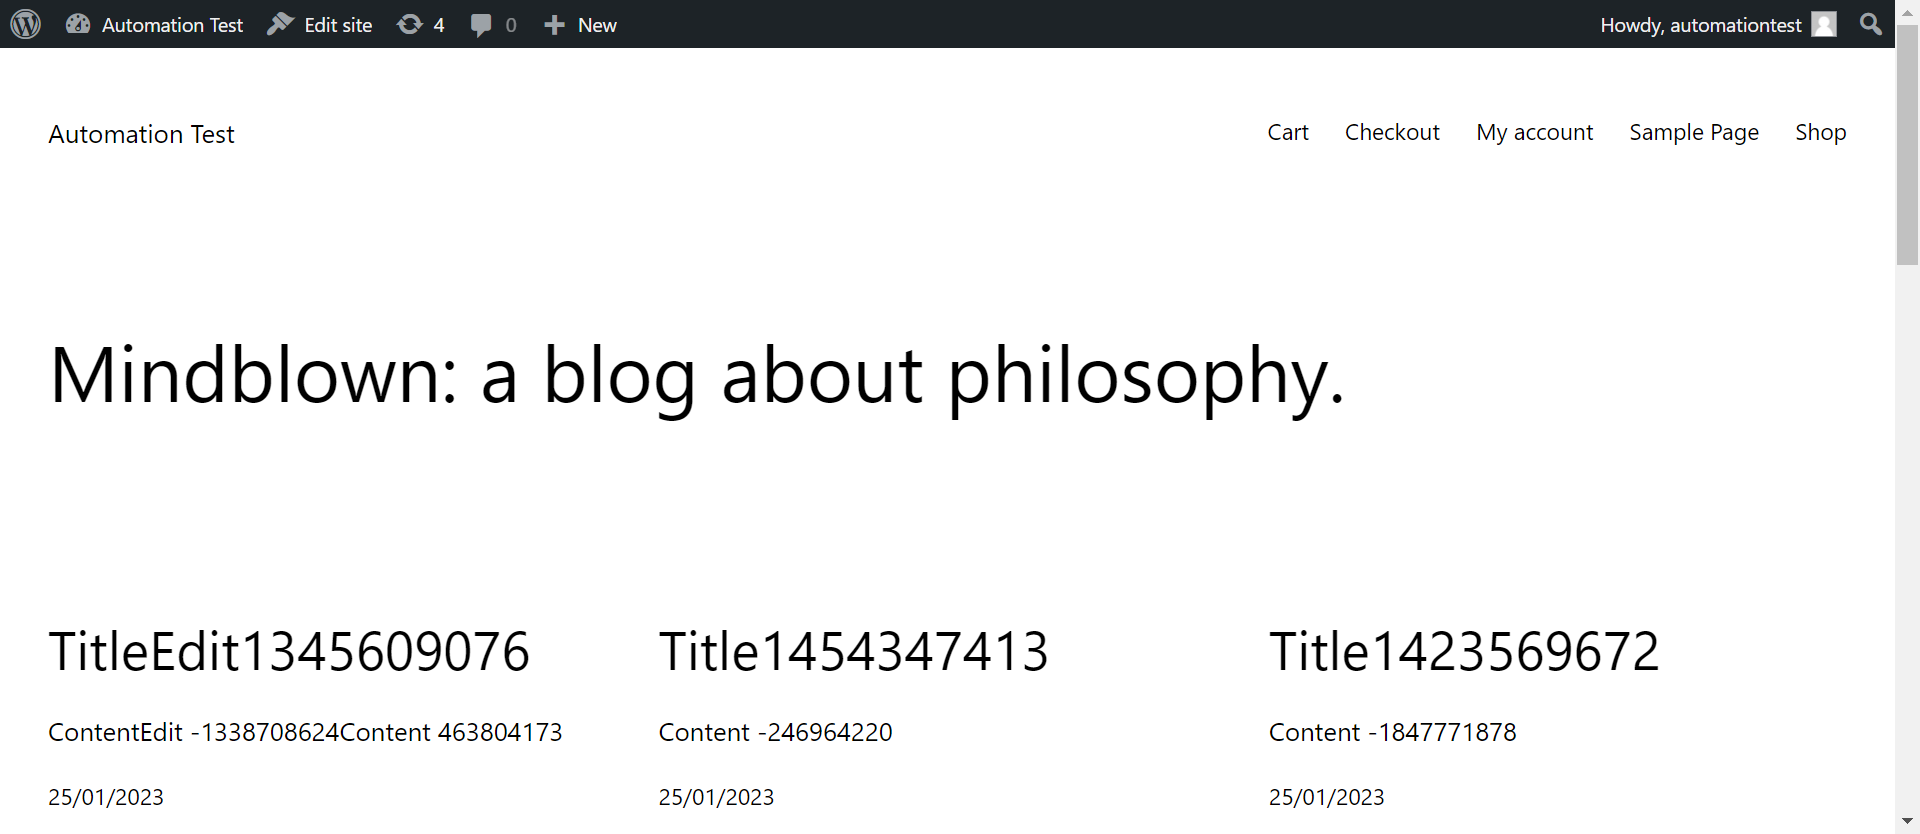 Automation Test Edit site 4 0 New Howdy, automationtest
Automation Test Cart Checkout My account Sample Page Shop
Mindblown: a blog about philosophy.
TitleEdit1345609076 Title1454347413 Title1423569672
ContentEdit -1338708624Content 463804173 Content -246964220 Content -1847771878
25/01/2023 25/01/2023 25/01/2023